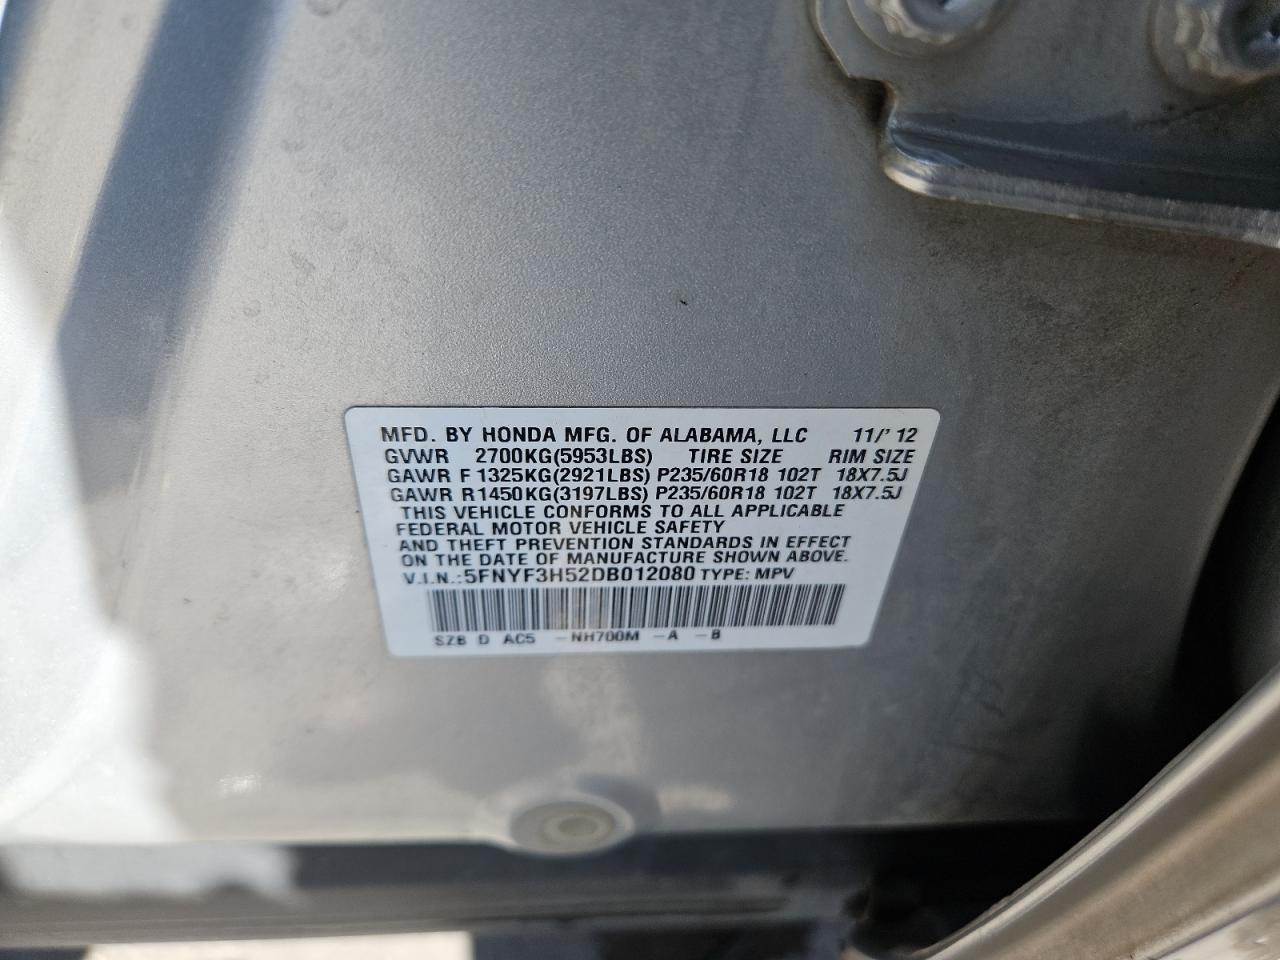 MFD. BY HONDA MFG. OF ALABAMA, LLC 11/' 12
GVWR 2700KG(5953LBS) TIRE SIZE RIM SIZE
GAWR F 1325KG(2921LBS) P235/60R18 102T 18X7.5J
GAWR R1450KG(3197LBS) P235/60R18 102T 18X7.5J
THIS VEHICLE CONFORMS TO ALL APPLICABLE
FEDERAL MOTOR VEHICLE SAFETY
AND THEFT PREVENTION STANDARDS IN EFFECT
ON THE DATE OF MANUFACTURE SHOWN ABOVE.
V.I.N.:5FNYF3H52DB012080 TYPE: MPV
SZB D AC5 -NH700M -A -B